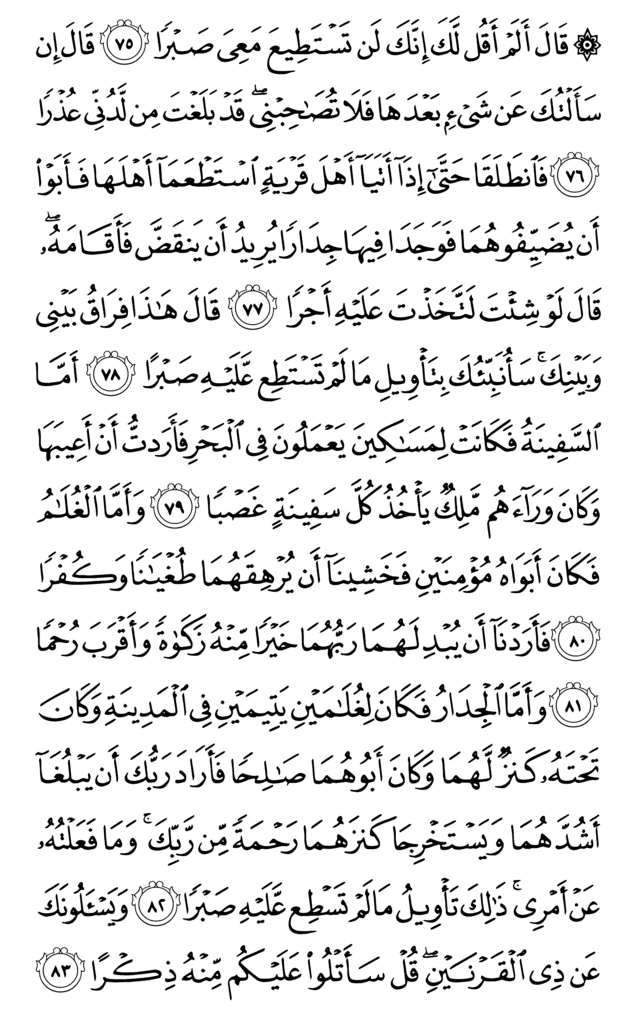 ۞ قَالَ أَلَمۡ أَقُل لَّكَ إِنَّكَ لَن تَسۡتَطِيعَ مَعِيَ صَبۡرٗا ٧٥ قَالَ إِن
سَأَلۡتُكَ عَن شَيۡءِۭ بَعۡدَهَا فَلَا تُصَٰحِبۡنِيۖ قَدۡ بَلَغۡتَ مِن لَّدُنِّي عُذۡرٗا
٧٦ فَٱنطَلَقَا حَتَّىٰٓ إِذَآ أَتَيَآ أَهۡلَ قَرۡيَةٍ ٱسۡتَطۡعَمَآ أَهۡلَهَا فَأَبَوۡاْ
أَن يُضَيِّفُوهُمَا فَوَجَدَا فِيهَا جِدَارٗا يُرِيدُ أَن يَنقَضَّ فَأَقَامَهُۥۖ
قَالَ لَوۡ شِئۡتَ لَتَّخَذۡتَ عَلَيۡهِ أَجۡرٗا ٧٧ قَالَ هَٰذَا فِرَاقُ بَيۡنِي
وَبَيۡنِكَۚ سَأُنَبِّئُكَ بِتَأۡوِيلِ مَا لَمۡ تَسۡتَطِع عَّلَيۡهِ صَبۡرًا ٧٨ أَمَّا
ٱلسَّفِينَةُ فَكَانَتۡ لِمَسَٰكِينَ يَعۡمَلُونَ فِي ٱلۡبَحۡرِ فَأَرَدتُّ أَنۡ أَعِيبَهَا
وَكَانَ وَرَآءَهُم مَّلِكٞ يَأۡخُذُ كُلَّ سَفِينَةٍ غَصۡبٗا ٧٩ وَأَمَّا ٱلۡغُلَٰمُ
فَكَانَ أَبَوَاهُ مُؤۡمِنَيۡنِ فَخَشِينَآ أَن يُرۡهِقَهُمَا طُغۡيَٰنٗا وَكُفۡرٗا
٨٠ فَأَرَدۡنَآ أَن يُبۡدِلَهُمَا رَبُّهُمَا خَيۡرٗا مِّنۡهُ زَكَوٰةٗ وَأَقۡرَبَ رُحۡمٗا
٨١ وَأَمَّا ٱلۡجِدَارُ فَكَانَ لِغُلَٰمَيۡنِ يَتِيمَيۡنِ فِي ٱلۡمَدِينَةِ وَكَانَ
تَحۡتَهُۥ كَنزٞ لَّهُمَا وَكَانَ أَبُوهُمَا صَٰلِحٗا فَأَرَادَ رَبُّكَ أَن يَبۡلُغَآ
أَشُدَّهُمَا وَيَسۡتَخۡرِجَا كَنزَهُمَا رَحۡمَةٗ مِّن رَّبِّكَۚ وَمَا فَعَلۡتُهُۥ
عَنۡ أَمۡرِيۚ ذَٰلِكَ تَأۡوِيلُ مَا لَمۡ تَسۡطِع عَّلَيۡهِ صَبۡرٗا ٨٢ وَيَسۡـَٔلُونَكَ
عَن ذِي ٱلۡقَرۡنَيۡنِۖ قُلۡ سَأَتۡلُواْ عَلَيۡكُم مِّنۡهُ ذِكۡرًا ٨٣